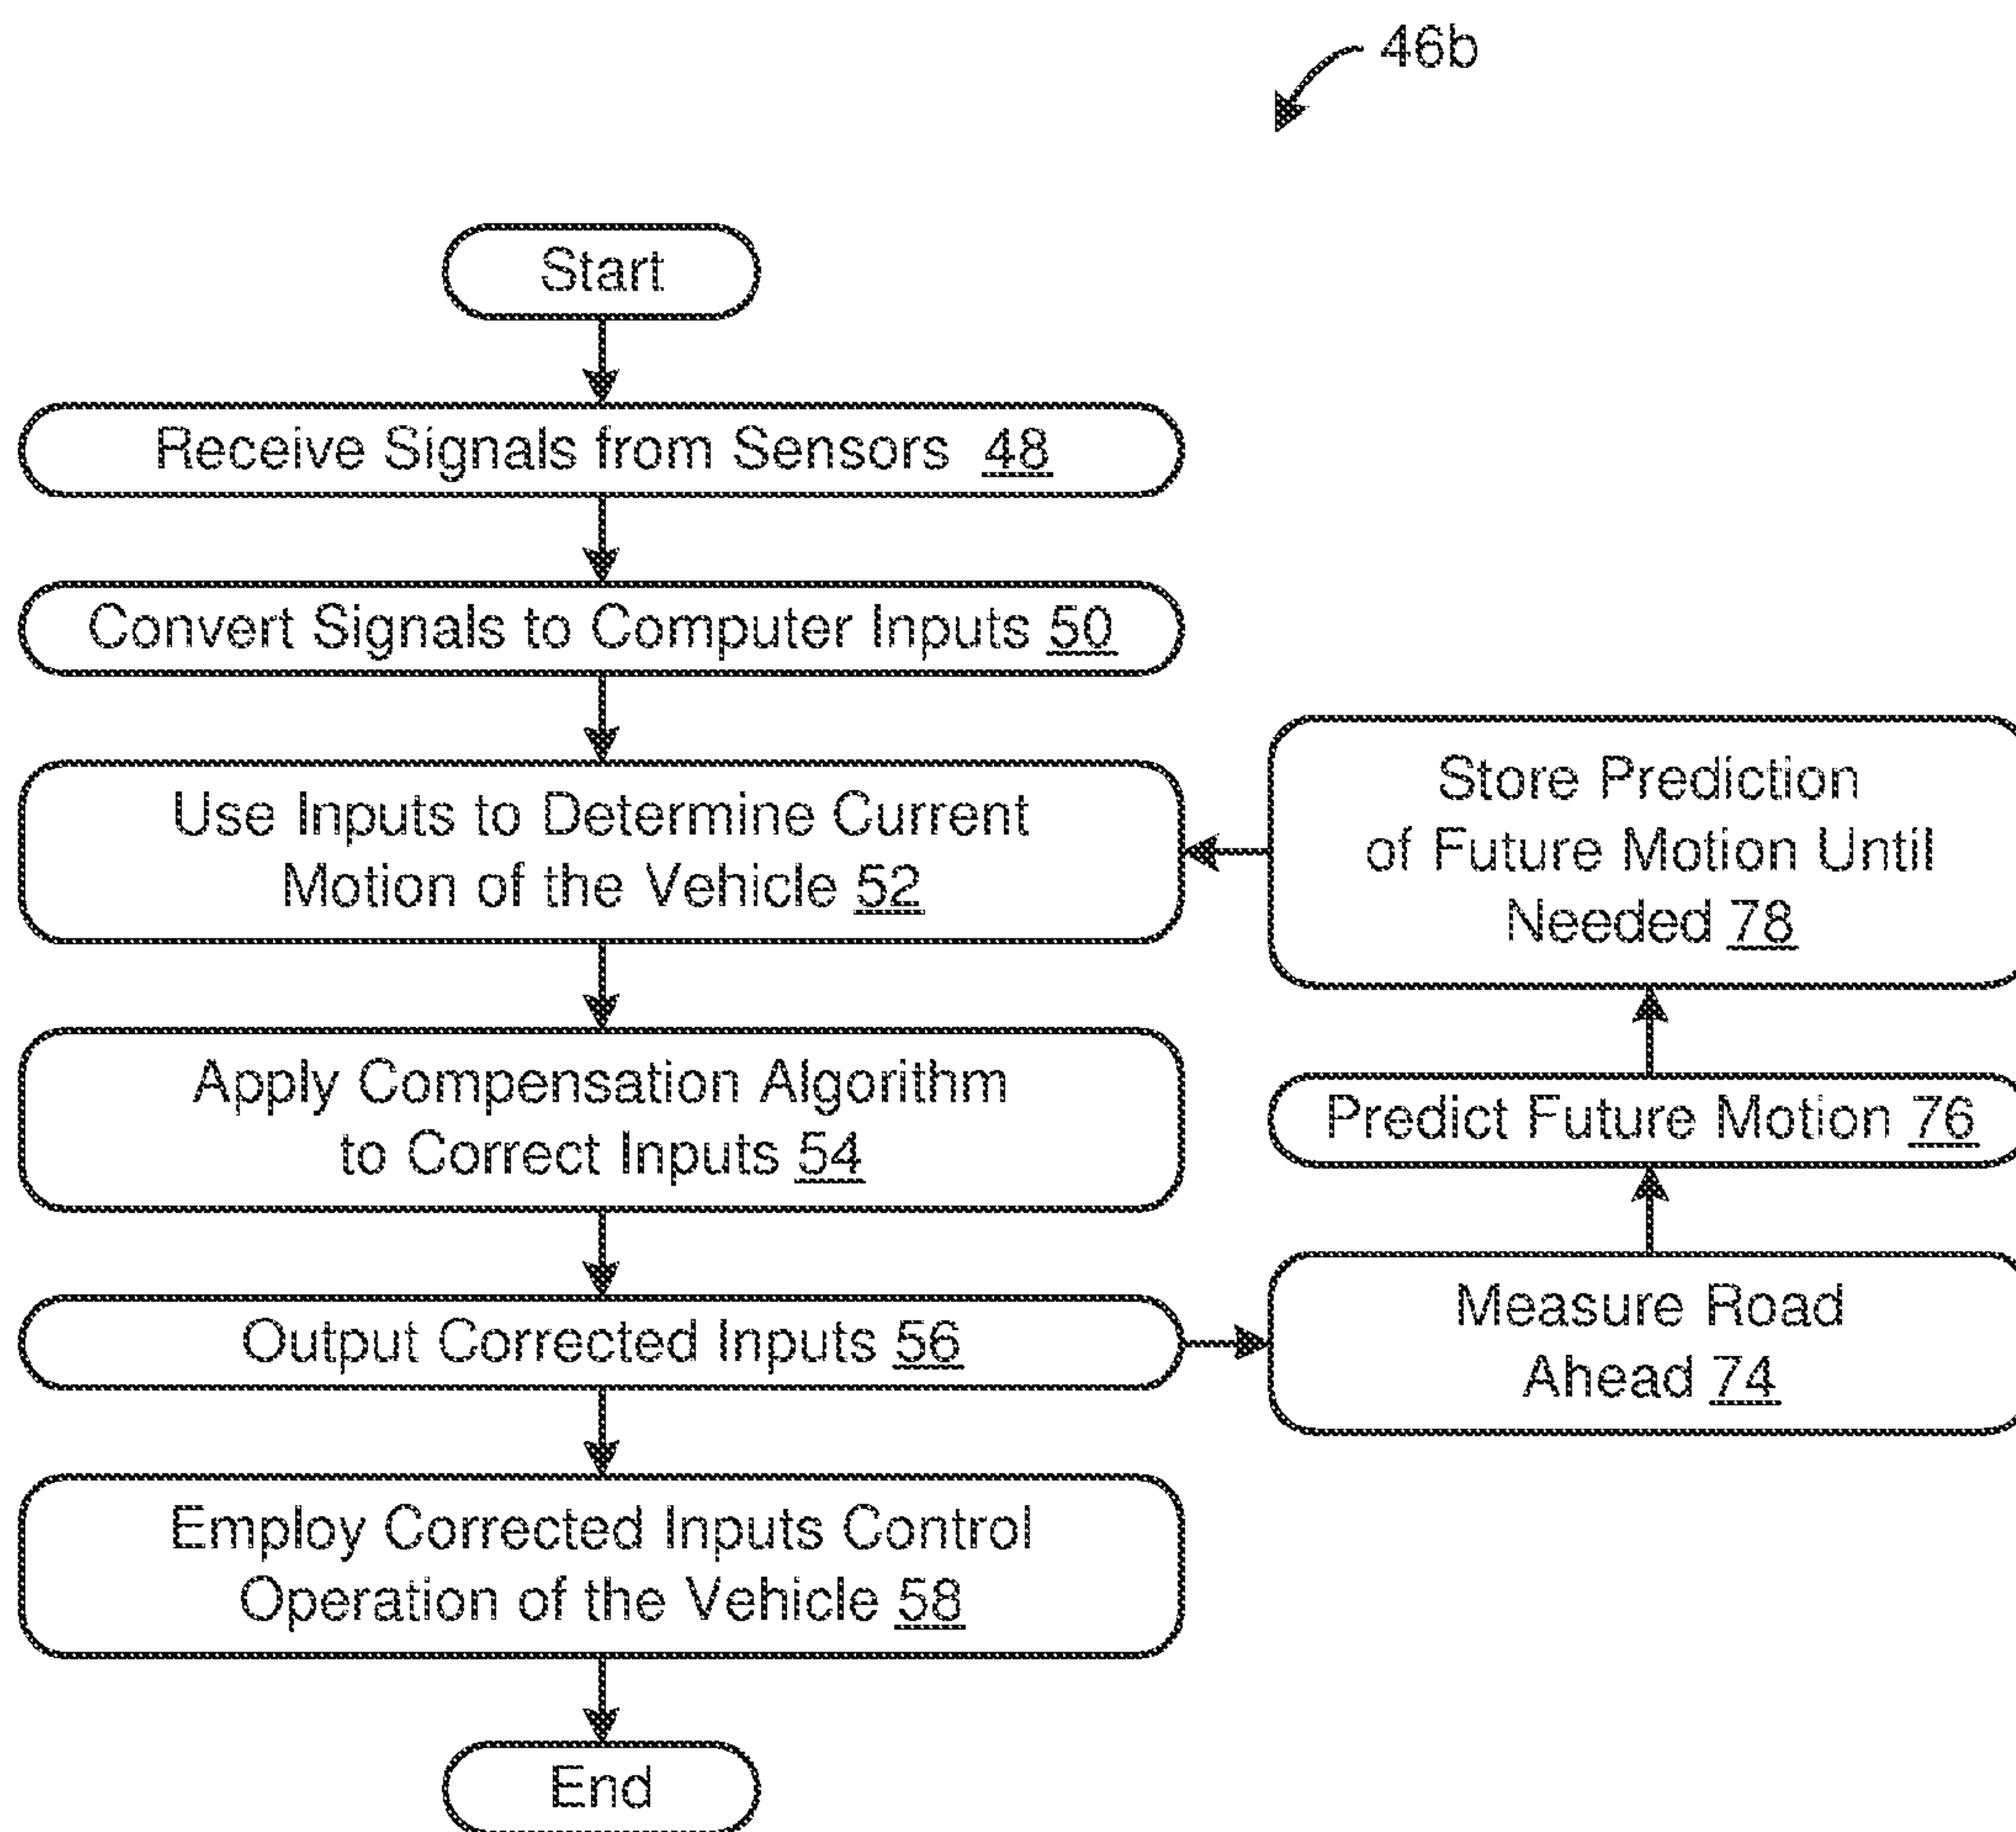 46b
Start
Receive Signals from Sensors 48
Convert Signals to Computer Inputs 50
Use Inputs to Determine Current
Motion of the Vehicle 52
Apply Compensation Algorithm
to Correct Inputs 54
Output Corrected Inputs 56
Employ Corrected Inputs Control
Operation of the Vehicle 58
End
Store Prediction
of Future Motion Until
Needed 78
Predict Future Motion 76
Measure Road
Ahead 74